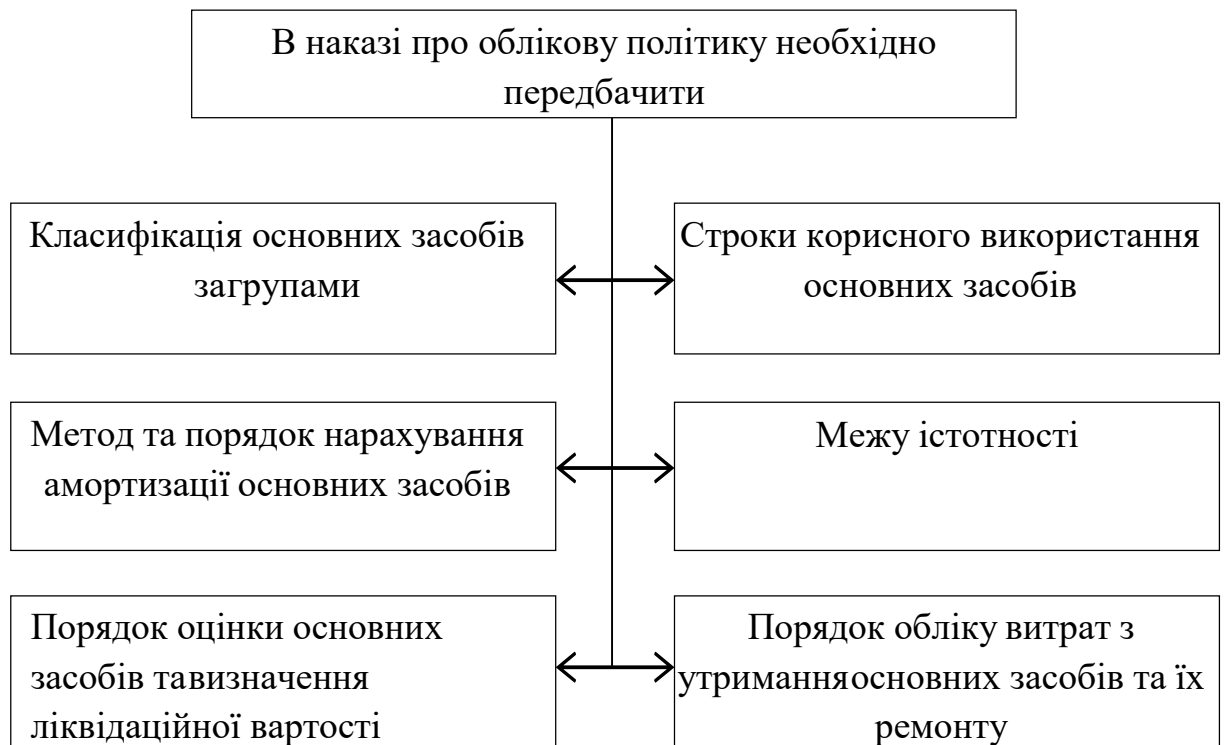 В наказі про облікову політику необхідно
передбачити
Класифікація основних засобів
загрупами
Строки корисного використання
основних засобів
Метод та порядок нарахування
амортизації основних засобів
Межу істотності
Порядок оцінки основних
засобів тавизначення
ліквідаційної вартості
Порядок обліку витрат з
утриманняосновних засобів та їх
ремонту